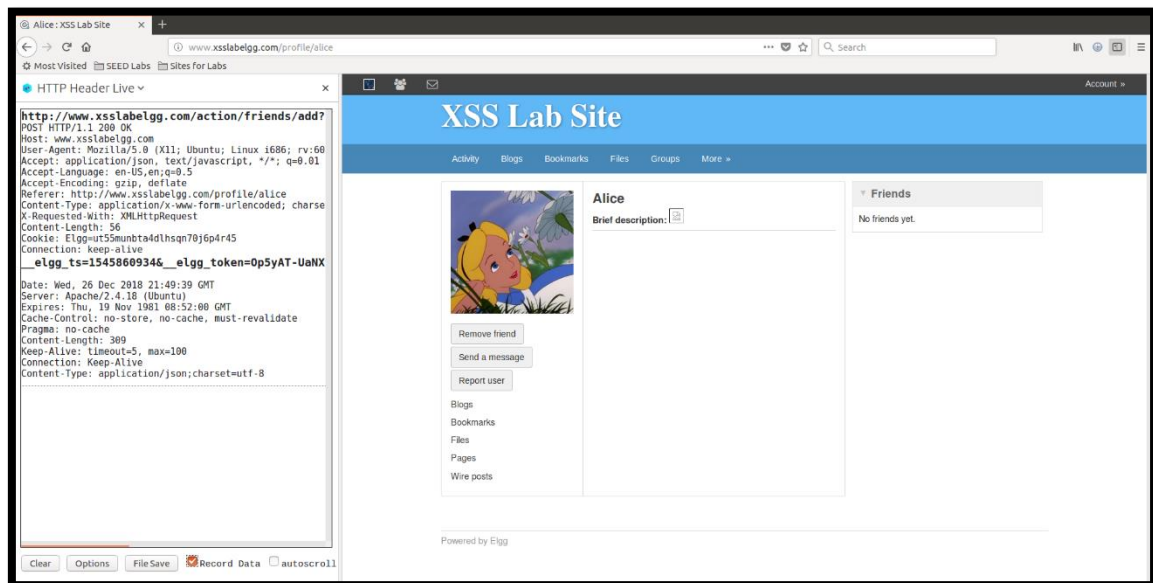 Alice : XSS Lab Site
www.xsslabelgg.com/profile/alice
Search
Most Visited SEED Labs Sites for Labs
HTTP Header Live
Account »
http://www.xsslabelgg.com/action/friends/add?
POST HTTP/1.1 200 OK
Host: www.xsslabelgg.com
User-Agent: Mozilla/5.0 (X11; Ubuntu; Linux i686; rv:60
Accept: application/json, text/javascript, */*; q=0.01
Accept-Language: en-US,en;q=0.5
Accept-Encoding: gzip, deflate
Referer: http://www.xsslabelgg.com/profile/alice
Content-Type: application/x-www-form-urlencoded; charse
X-Requested-With: XMLHttpRequest
Content-Length: 56
Cookie: Elgg=ut55munbta4dlhsqn70j6p4r45
Connection: keep-alive
__elgg_ts=1545860934&__elgg_token=Op5yAT-UaNX
Date: Wed, 26 Dec 2018 21:49:39 GMT
Server: Apache/2.4.18 (Ubuntu)
Expires: Thu, 19 Nov 1981 08:52:00 GMT
Cache-Control: no-store, no-cache, must-revalidate
Pragma: no-cache
Content-Length: 309
Keep-Alive: timeout=5, max=100
Connection: Keep-Alive
Content-Type: application/json;charset=utf-8
Clear Options File Save Record Data autoscroll
XSS Lab Site
Activity Blogs Bookmarks Files Groups More »
Alice
Brief description:
Remove friend
Send a message
Report user
Blogs
Bookmarks
Files
Pages
Wire posts
Friends
No friends yet.
Powered by Elgg